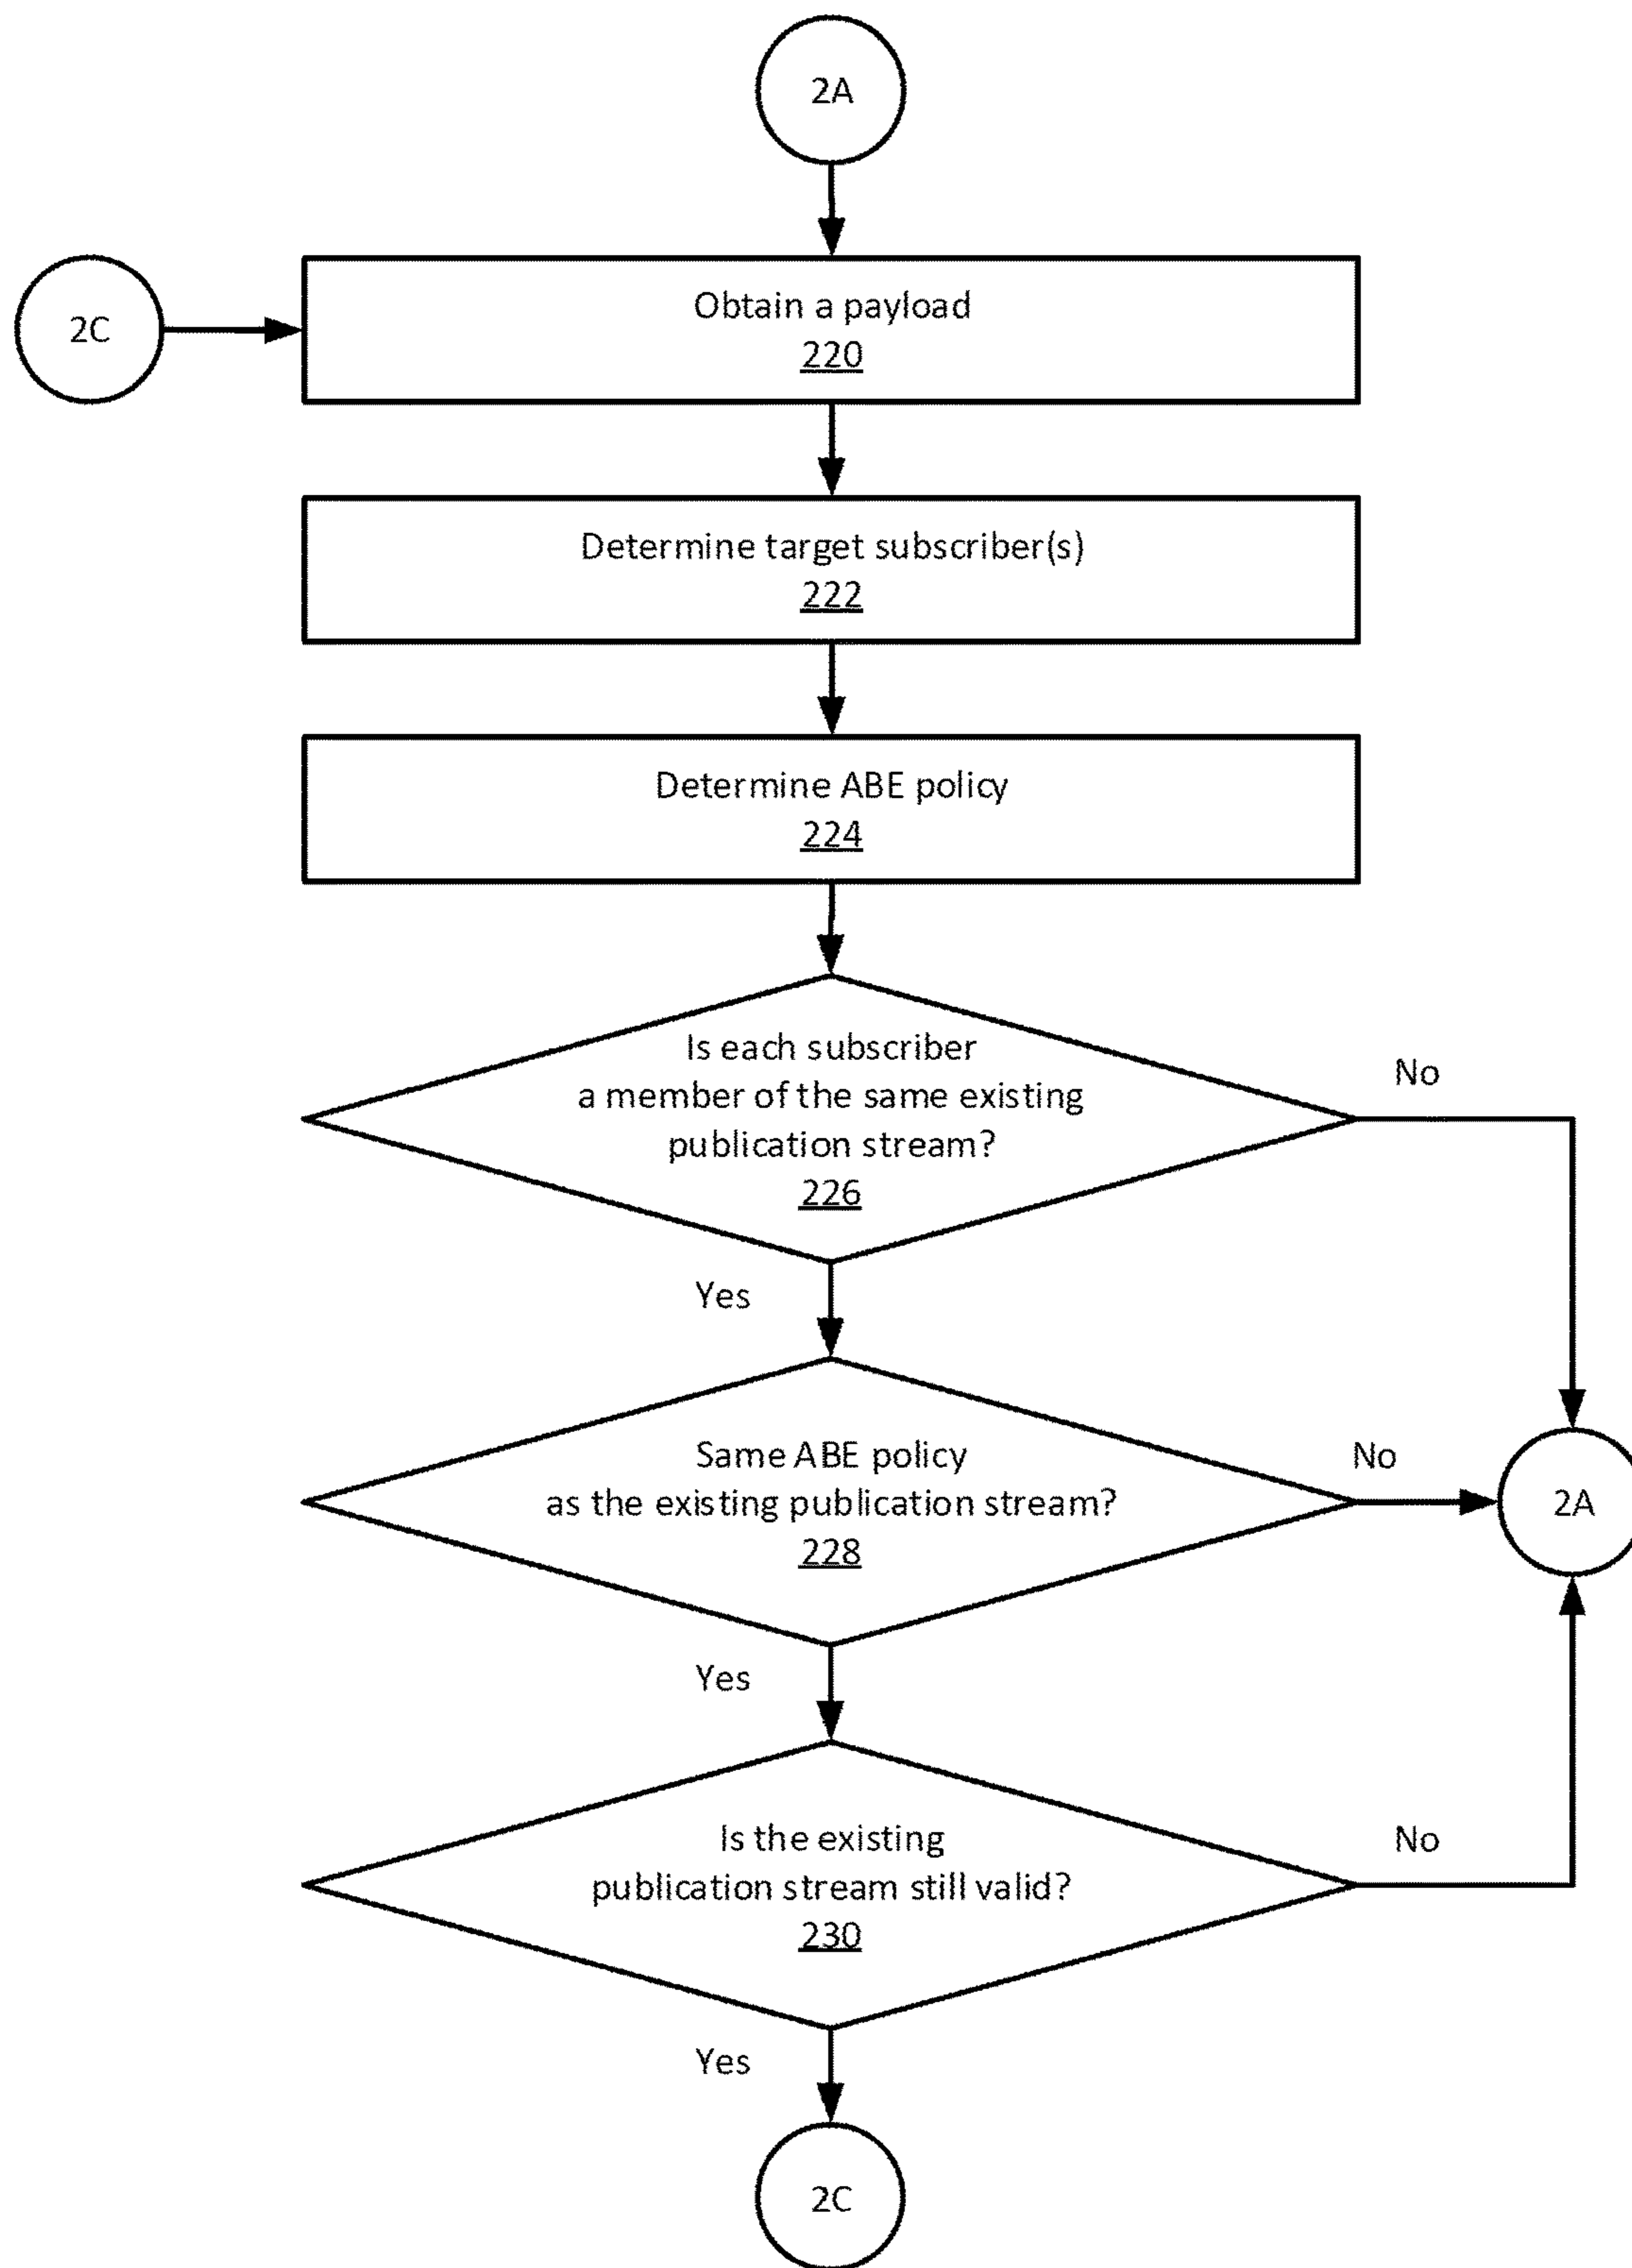 2A
2C
Obtain a payload
220
Determine target subscriber(s)
222
Determine ABE policy
224
Is each subscriber
a member of the same existing
publication stream?
226
No
Yes
Same ABE policy
as the existing publication stream?
228
No
2A
Yes
Is the existing
publication stream still valid?
230
No
Yes
2C